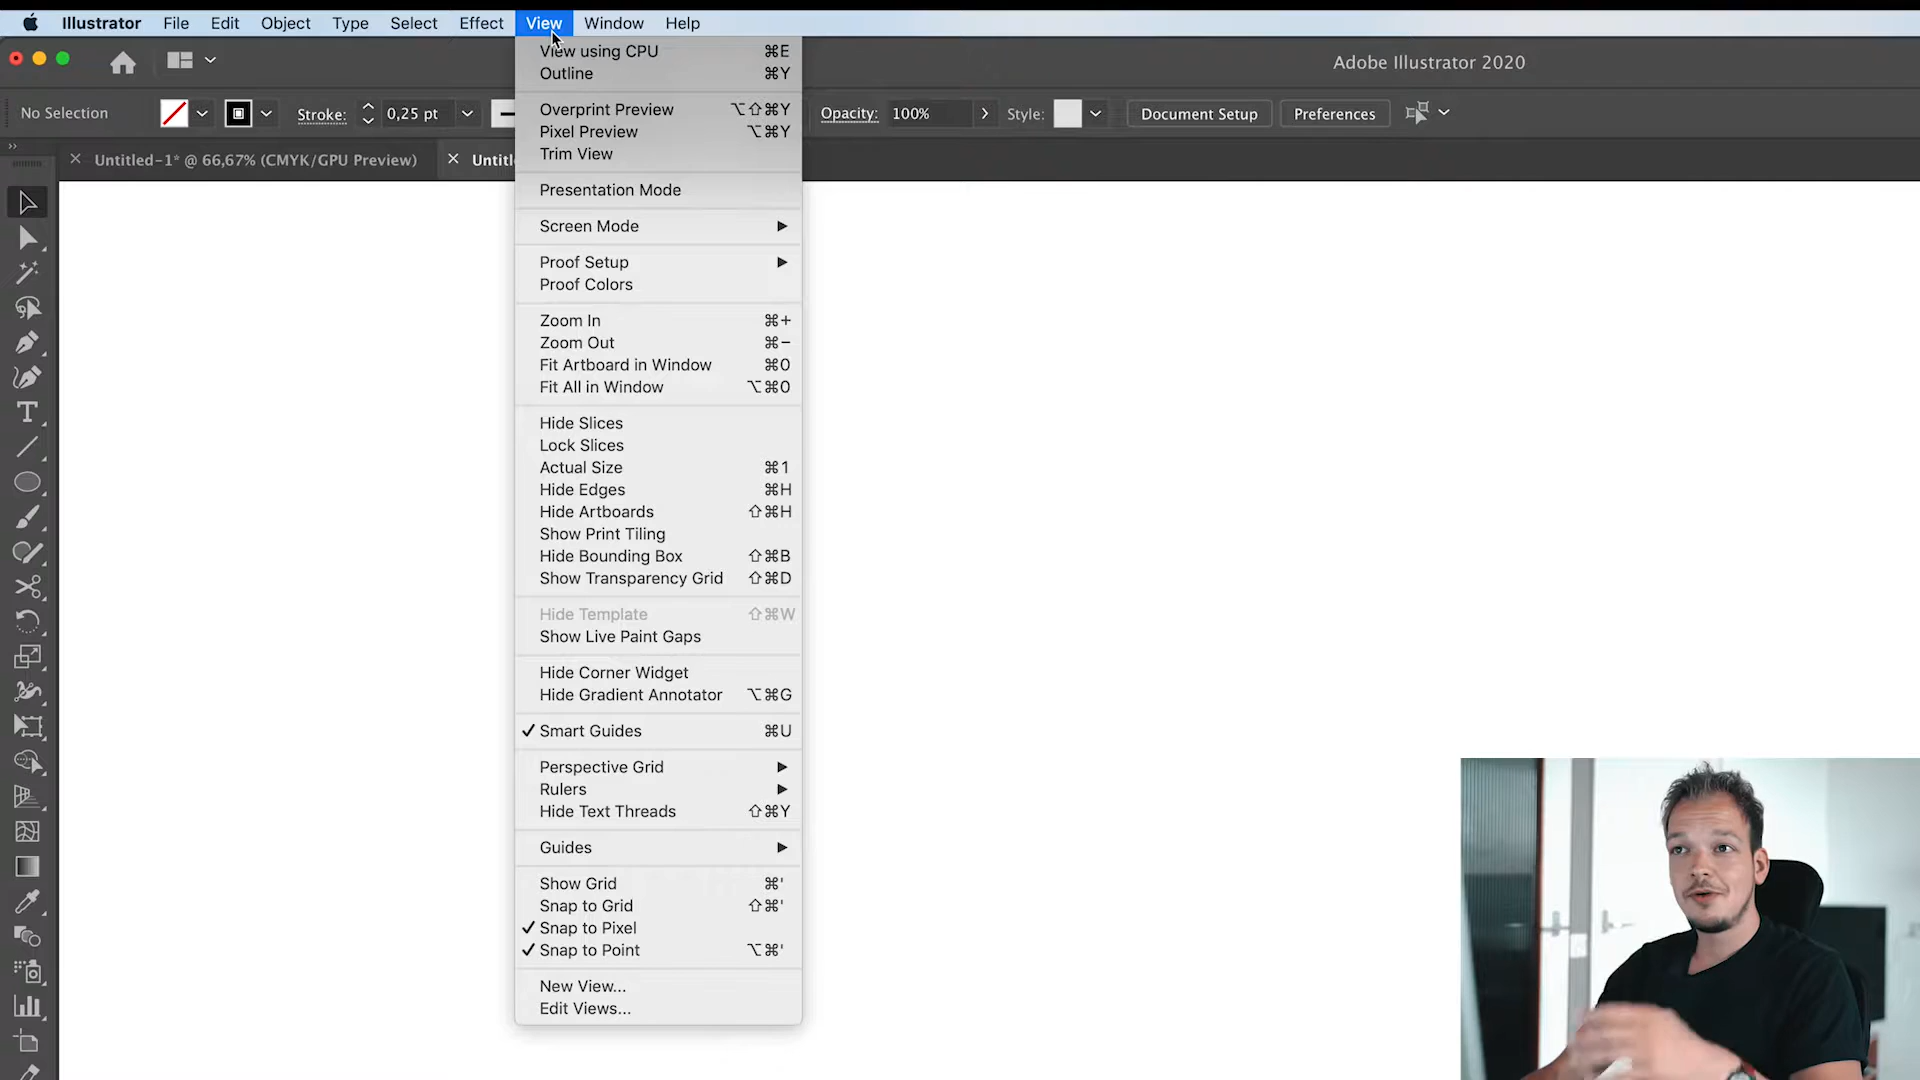 Illustrator File Edit Object Type Select Effect View Window Help
Adobe Illustrator 2020
No Selection Stroke: 0,25 pt Opacity: 100% Style: Document Setup Preferences
Untitled-1* @ 66,67% (CMYK/GPU Preview)
View using CPU ⌘E
Outline ⌘Y
Overprint Preview ⌥⇧⌘Y
Pixel Preview ⌥⌘Y
Trim View
Presentation Mode
Screen Mode
Proof Setup
Proof Colors
Zoom In ⌘+
Zoom Out ⌘−
Fit Artboard in Window ⌘0
Fit All in Window ⌥⌘0
Hide Slices
Lock Slices
Actual Size ⌘1
Hide Edges ⌘H
Hide Artboards ⇧⌘H
Show Print Tiling
Hide Bounding Box ⇧⌘B
Show Transparency Grid ⇧⌘D
Hide Template ⇧⌘W
Show Live Paint Gaps
Hide Corner Widget
Hide Gradient Annotator ⌥⌘G
✓ Smart Guides ⌘U
Perspective Grid
Rulers
Hide Text Threads ⇧⌘Y
Guides
Show Grid ⌘'
Snap to Grid ⇧⌘'
✓ Snap to Pixel
✓ Snap to Point ⌥⌘'
New View...
Edit Views...